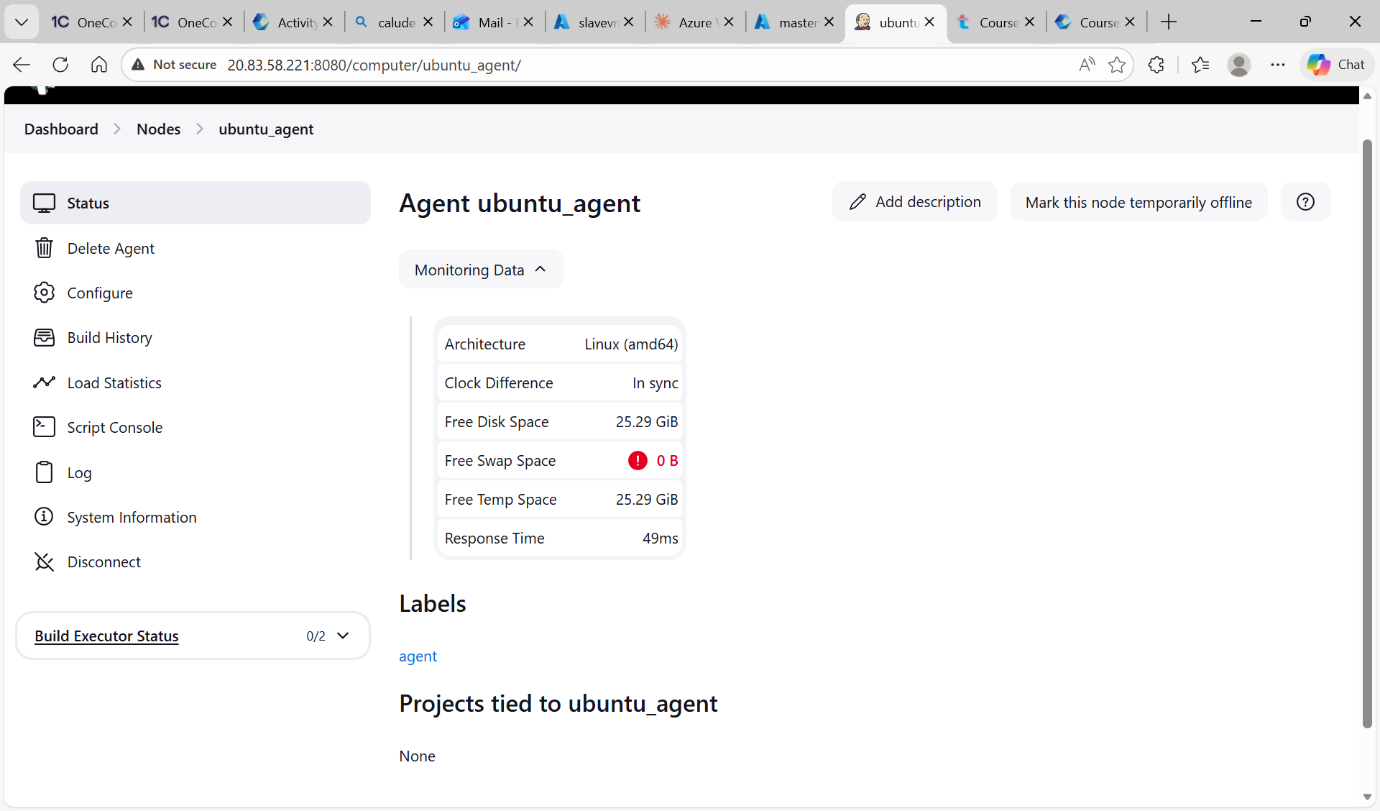 1C OneCo
1C OneCo
Activity
calude
Mail -
slavevn
Azure
master
ubuntu
Course
Course
Not secure 20.83.58.221:8080/computer/ubuntu_agent/
Chat
Dashboard > Nodes > ubuntu_agent
Status
Delete Agent
Configure
Build History
Load Statistics
Script Console
Log
System Information
Disconnect
Build Executor Status 0/2
Agent ubuntu_agent
Add description
Mark this node temporarily offline
Monitoring Data
Architecture Linux (amd64)
Clock Difference In sync
Free Disk Space 25.29 GiB
Free Swap Space 0 B
Free Temp Space 25.29 GiB
Response Time 49ms
Labels
agent
Projects tied to ubuntu_agent
None